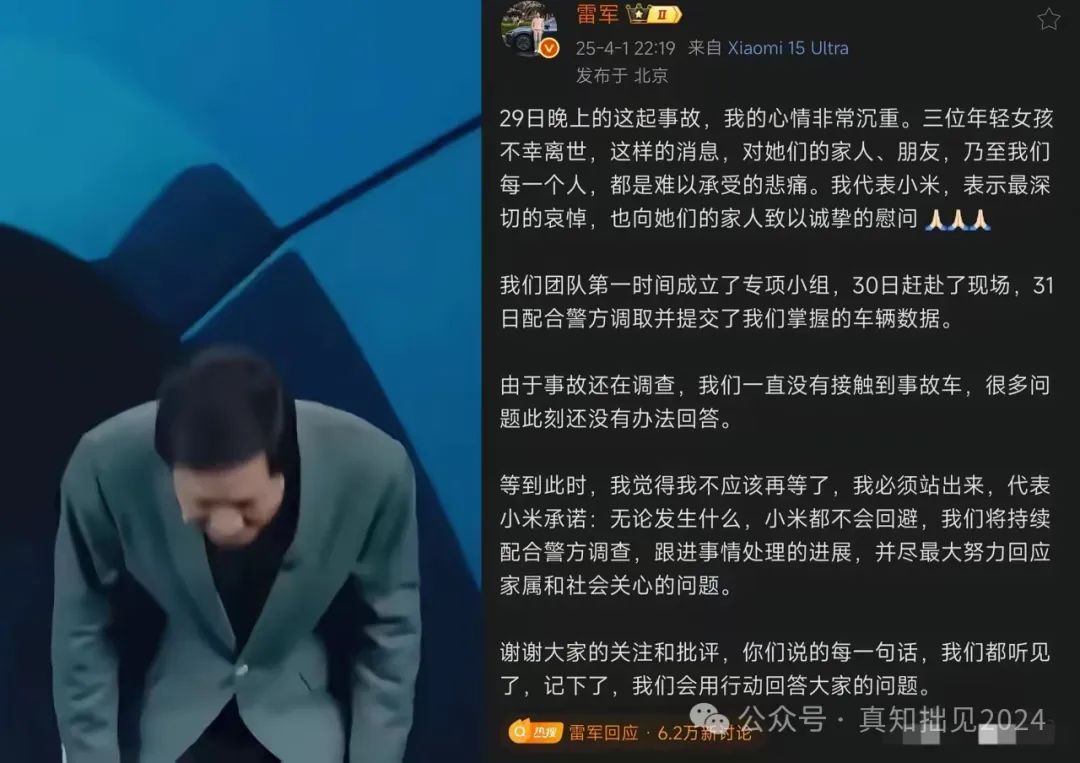 雷军
II
25-4-1 22:19 来自 Xiaomi 15 Ultra
发布于 北京
29日晚上的这起事故，我的心情非常沉重。三位年轻女孩
不幸离世，这样的消息，对她们的家人、朋友，乃至我们
每一个人，都是难以承受的悲痛。我代表小米，表示最深
切的哀悼，也向她们的家人致以诚挚的慰问 🙏🏻🙏🏻🙏🏻
我们团队第一时间成立了专项小组，30日赶赴了现场，31
日配合警方调取并提交了我们掌握的车辆数据。
由于事故还在调查，我们一直没有接触到事故车，很多问
题此刻还没有办法回答。
等到此时，我觉得我不应该再等了，我必须站出来，代表
小米承诺：无论发生什么，小米都不会回避，我们将持续
配合警方调查，跟进事情处理的进展，并尽最大努力回应
家属和社会关心的问题。
谢谢大家的关注和批评，你们说的每一句话，我们都听见
了，记下了，我们会用行动回答大家的问题。
热搜 雷军回应 · 6.2万新讨论
公众号 · 真知拙见2024